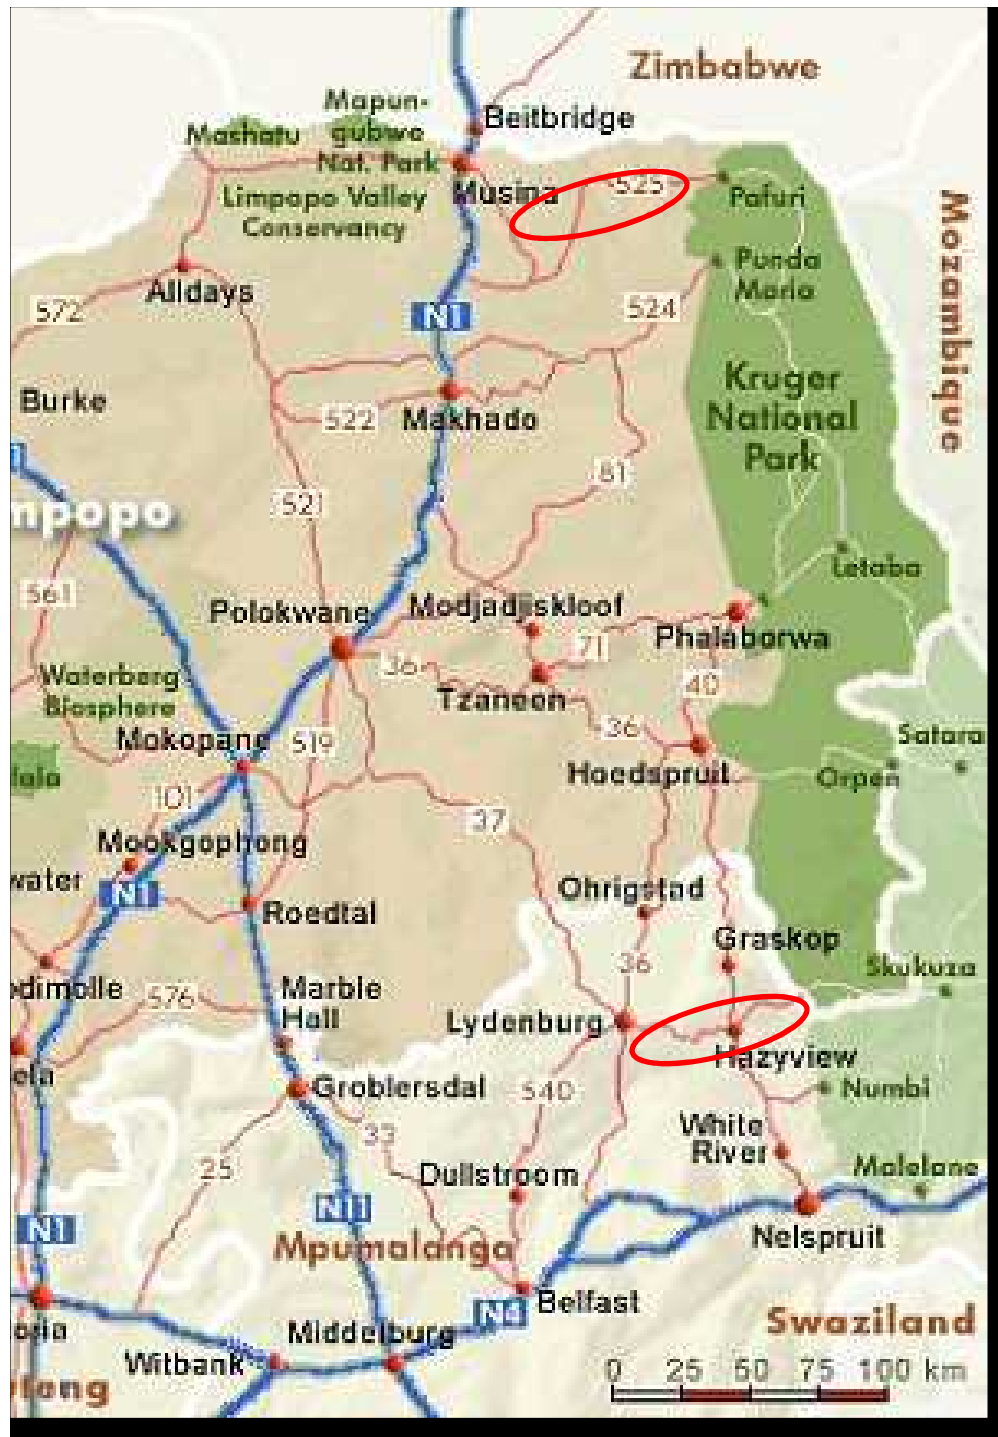 Zimbabwe
Mapun-
gubwe
Nat. Park
Beitbridge
Mashatu
Musina
525
Pafuri
Limpopo Valley
Conservancy
Mozambique
Punda
Maria
Alldays
572
N1
524
Burke
Kruger
National
Park
522
Makhado
81
mpopo
521
Letaba
561
Polokwane
Modjadjiskloof
Phalaborwa
71
36
Waterberg
Biosphere
Tzaneen
40
36
Mokopane
519
Satara
Hoedspruit
Orpen
101
37
Mookgophong
water
N1
Ohrigstad
Roedtal
Graskop
36
Skukuza
edimolle
576
Marble
Hall
Lydenburg
Hazyview
ela
Groblersdal
540
Numbi
33
White
River
25
Dullstroom
Malelane
N11
N1
Nelspruit
Mpumalanga
Belfast
N4
Swaziland
oria
Middelburg
Witbank
0 25 50 75 100 km